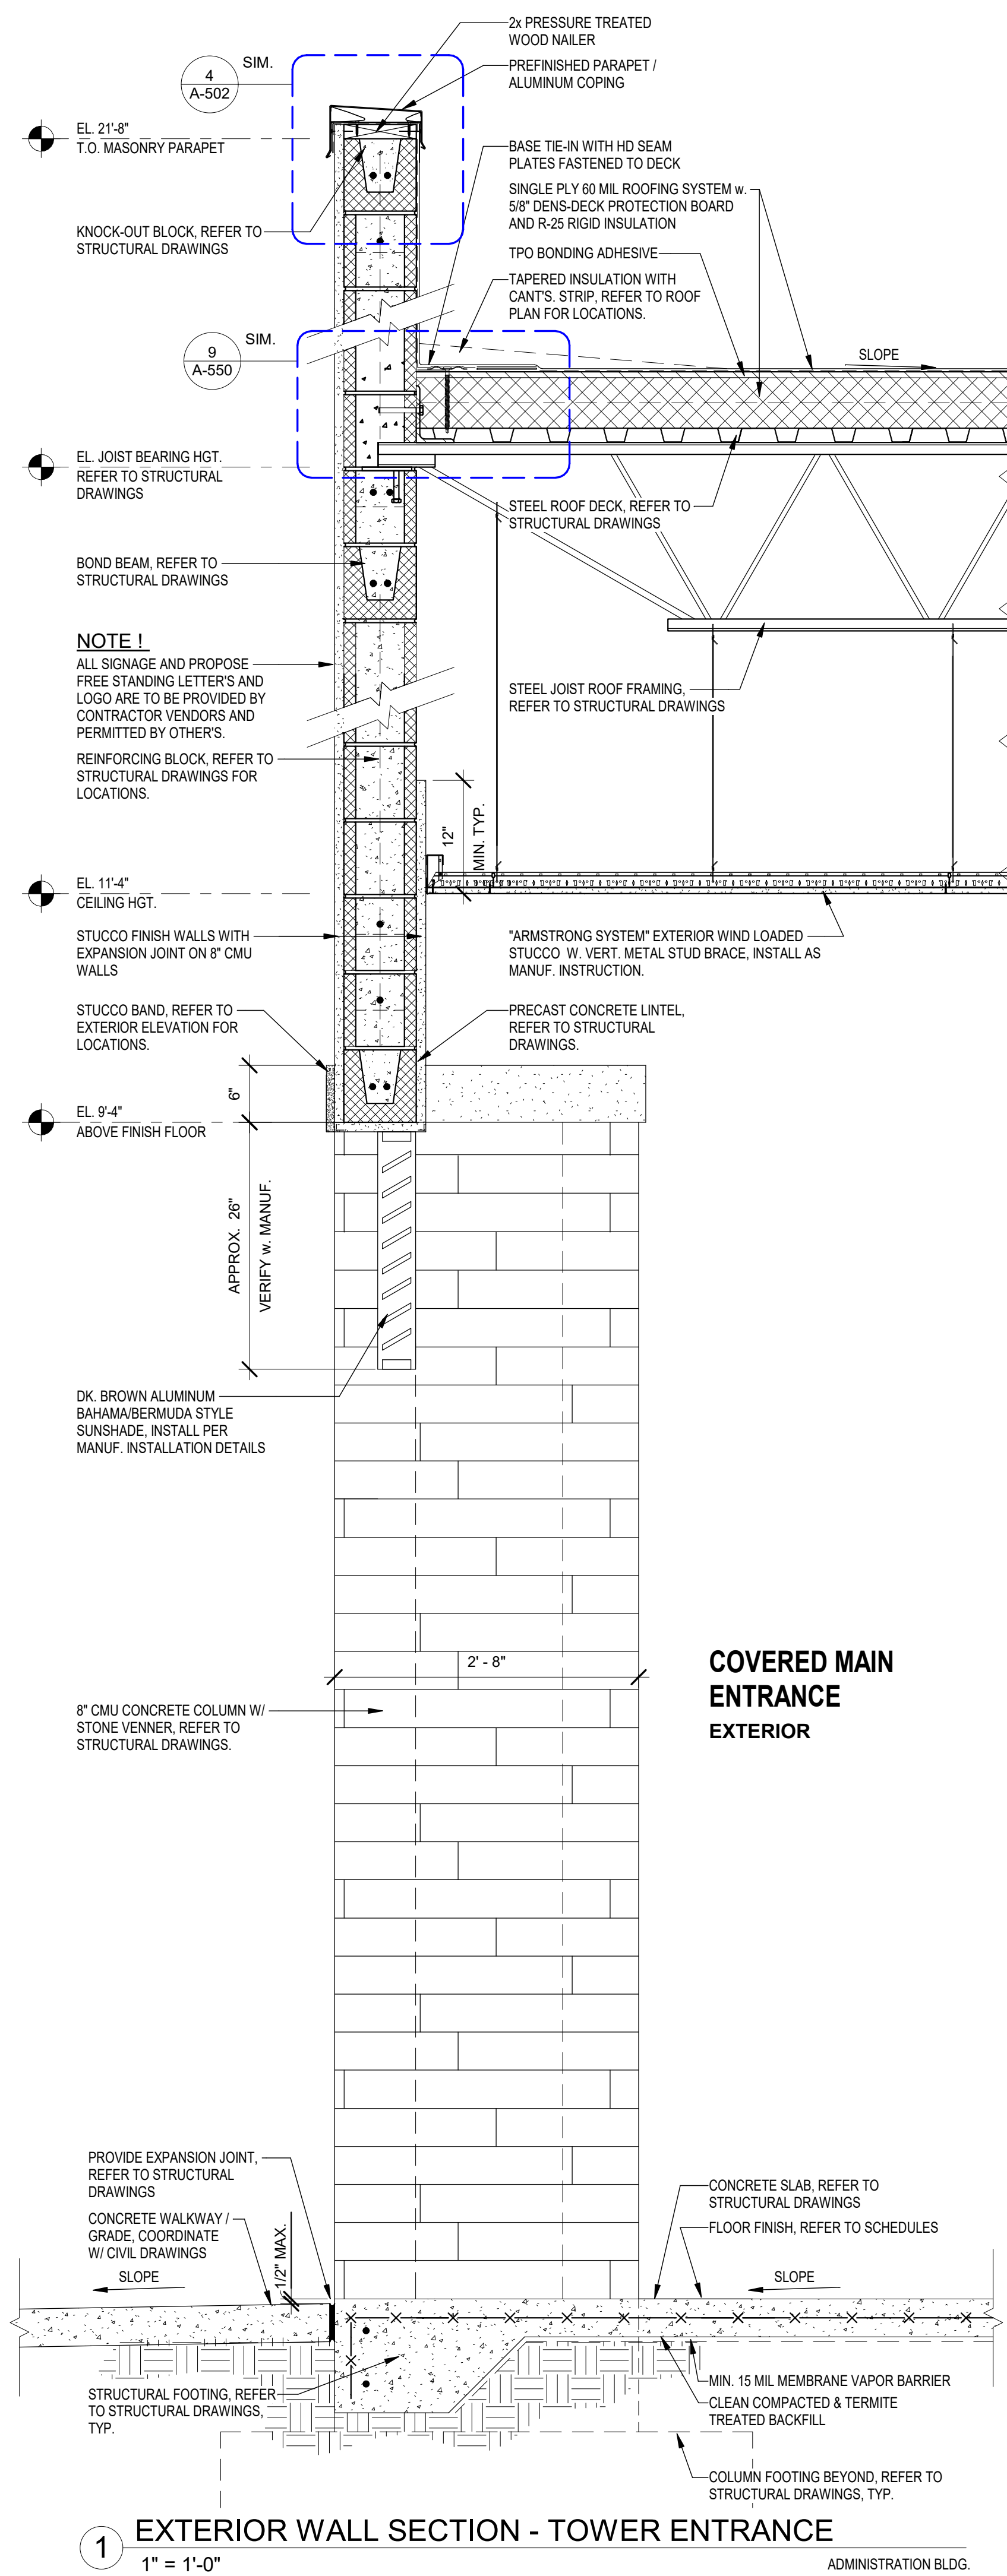 2x PRESSURE TREATED
WOOD NAILER
PREFINISHED PARAPET /
ALUMINUM COPING
4
A-502
SIM.
EL. 21'-8"
T.O. MASONRY PARAPET
BASE TIE-IN WITH HD SEAM
PLATES FASTENED TO DECK
SINGLE PLY 60 MIL ROOFING SYSTEM w.
5/8" DENS-DECK PROTECTION BOARD
AND R-25 RIGID INSULATION
KNOCK-OUT BLOCK, REFER TO
STRUCTURAL DRAWINGS
TPO BONDING ADHESIVE
TAPERED INSULATION WITH
CANT'S. STRIP, REFER TO ROOF
PLAN FOR LOCATIONS.
9
A-550
SIM.
SLOPE
EL. JOIST BEARING HGT.
REFER TO STRUCTURAL
DRAWINGS
STEEL ROOF DECK, REFER TO
STRUCTURAL DRAWINGS
BOND BEAM, REFER TO
STRUCTURAL DRAWINGS
NOTE !
ALL SIGNAGE AND PROPOSE
FREE STANDING LETTER'S AND
LOGO ARE TO BE PROVIDED BY
CONTRACTOR VENDORS AND
PERMITTED BY OTHER'S.
STEEL JOIST ROOF FRAMING,
REFER TO STRUCTURAL DRAWINGS
REINFORCING BLOCK, REFER TO
STRUCTURAL DRAWINGS FOR
LOCATIONS.
12"
MIN. TYP.
EL. 11'-4"
CEILING HGT.
STUCCO FINISH WALLS WITH
EXPANSION JOINT ON 8" CMU
WALLS
"ARMSTRONG SYSTEM" EXTERIOR WIND LOADED
STUCCO W. VERT. METAL STUD BRACE, INSTALL AS
MANUF. INSTRUCTION.
STUCCO BAND, REFER TO
EXTERIOR ELEVATION FOR
LOCATIONS.
PRECAST CONCRETE LINTEL,
REFER TO STRUCTURAL
DRAWINGS.
6"
EL. 9'-4"
ABOVE FINISH FLOOR
APPROX. 26"
VERIFY w. MANUF.
DK. BROWN ALUMINUM
BAHAMA/BERMUDA STYLE
SUNSHADE, INSTALL PER
MANUF. INSTALLATION DETAILS
2' - 8"
COVERED MAIN
ENTRANCE
EXTERIOR
8" CMU CONCRETE COLUMN W/
STONE VENNER, REFER TO
STRUCTURAL DRAWINGS.
PROVIDE EXPANSION JOINT,
REFER TO STRUCTURAL
DRAWINGS
CONCRETE WALKWAY /
GRADE, COORDINATE
W/ CIVIL DRAWINGS
1/2" MAX.
SLOPE
CONCRETE SLAB, REFER TO
STRUCTURAL DRAWINGS
FLOOR FINISH, REFER TO SCHEDULES
SLOPE
STRUCTURAL FOOTING, REFER
TO STRUCTURAL DRAWINGS,
TYP.
MIN. 15 MIL MEMBRANE VAPOR BARRIER
CLEAN COMPACTED & TERMITE
TREATED BACKFILL
COLUMN FOOTING BEYOND, REFER TO
STRUCTURAL DRAWINGS, TYP.
1
EXTERIOR WALL SECTION - TOWER ENTRANCE
1" = 1'-0"
ADMINISTRATION BLDG.